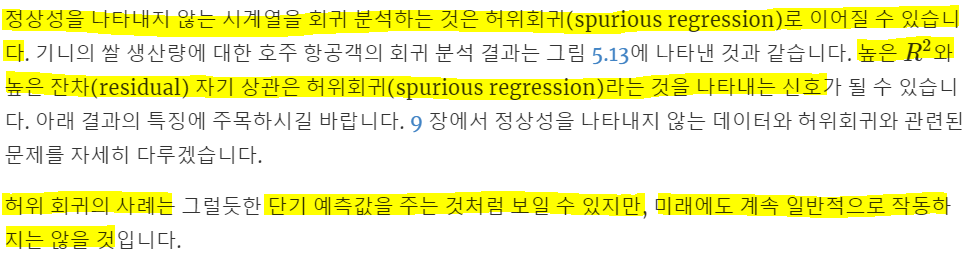 정상성을 나타내지 않는 시계열을 회귀 분석하는 것은 허위회귀(spurious regression)로 이어질 수 있습니
다. 기니의 쌀 생산량에 대한 호주 항공객의 회귀 분석 결과는 그림 5.13에 나타낸 것과 같습니다. 높은 R²와
높은 잔차(residual) 자기 상관은 허위회귀(spurious regression)라는 것을 나타내는 신호가 될 수 있습니
다. 아래 결과의 특징에 주목하시길 바랍니다. 9 장에서 정상성을 나타내지 않는 데이터와 허위회귀와 관련된
문제를 자세히 다루겠습니다.
허위 회귀의 사례는 그럴듯한 단기 예측값을 주는 것처럼 보일 수 있지만, 미래에도 계속 일반적으로 작동하
지는 않을 것입니다.